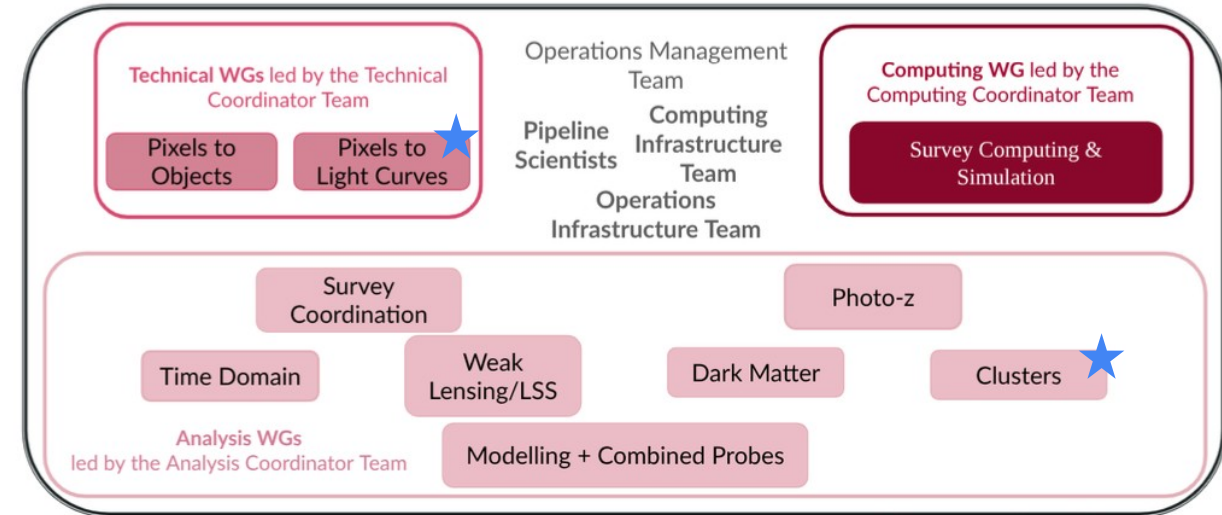 Technical WGs led by the Technical
Coordinator Team
Pixels to
Objects
Pixels to
Light Curves
Operations Management
Team
Pipeline
Scientists
Computing
Infrastructure
Team
Operations
Infrastructure Team
Computing WG led by the
Computing Coordinator Team
Survey Computing &
Simulation
Survey
Coordination
Photo-z
Time Domain
Weak
Lensing/LSS
Dark Matter
Clusters
Analysis WGs
led by the Analysis Coordinator Team
Modelling + Combined Probes